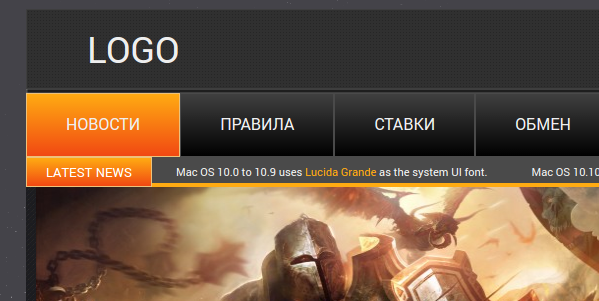 LOGO
НОВОСТИ ПРАВИЛА СТАВКИ ОБМЕН
LATEST NEWS Mac OS 10.0 to 10.9 uses Lucida Grande as the system UI font. Mac OS 10.10